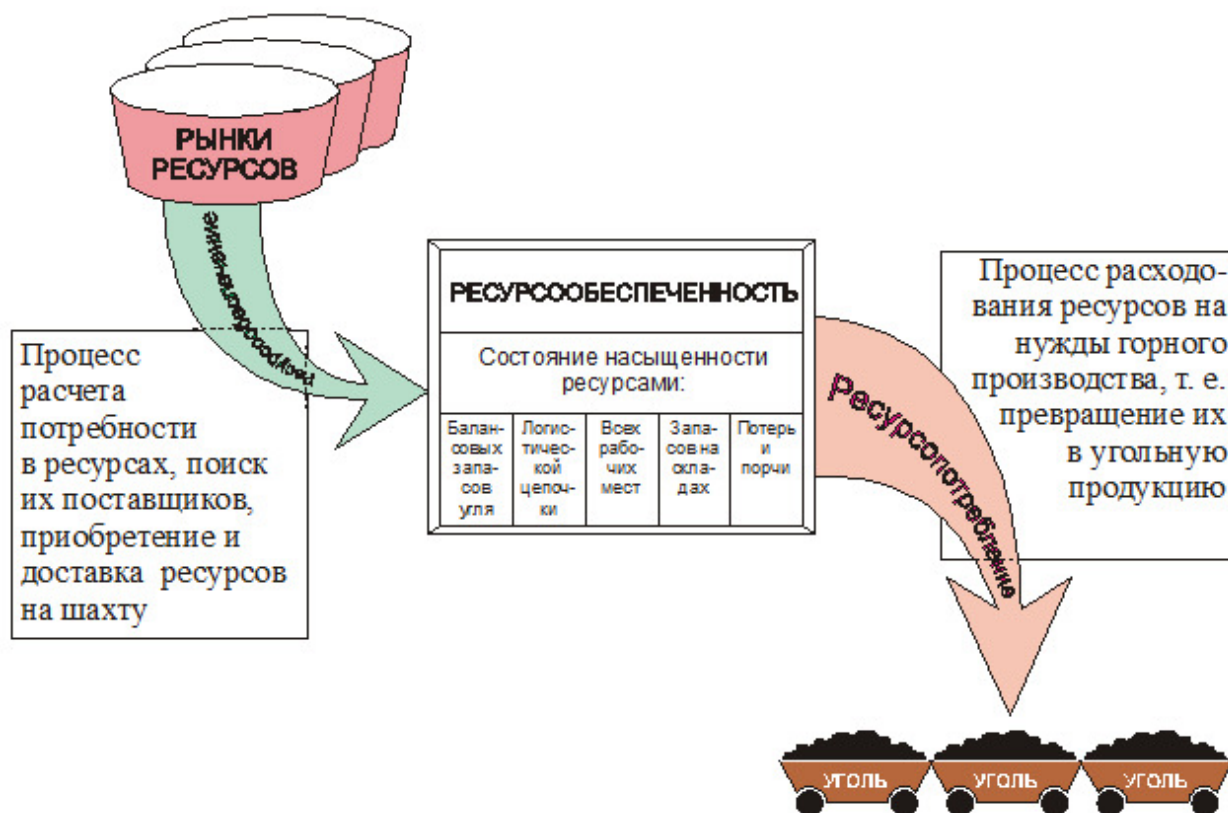 РЫНКИ
РЕСУРСОВ
Ресурсообеспечение
Процесс
расчета
потребности
в ресурсах, поиск
их поставщиков,
приобретение и
доставка ресурсов
на шахту
РЕСУРСООБЕСПЕЧЕННОСТЬ
Состояние насыщенности
ресурсами:
Балан-
совых
запа-
сов
угля
Логис-
тичес-
кой
цепоч-
ки
Всех
рабо-
чих
мест
Запа-
сов на
скла-
дах
Потерь
и
порчи
Ресурсопотребление
Процесс расходо-
вания ресурсов на
нужды горного
производства, т. е.
превращение их
в угольную
продукцию
УГОЛЬ
УГОЛЬ
УГОЛЬ